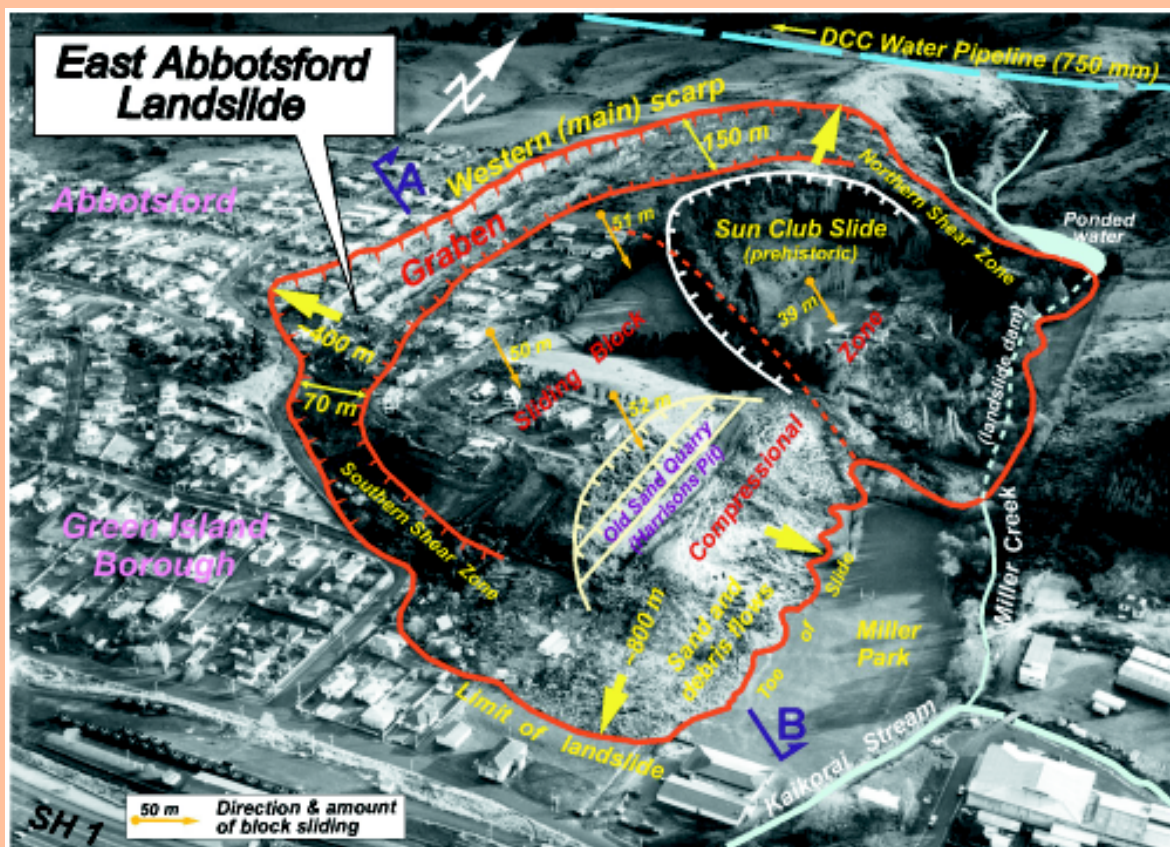 DCC Water Pipeline (750 mm)
East Abbotsford
Landslide
N
Western (main) scarp
150 m
A
Northern Shear Zone
Abbotsford
Graben
51 m
Sun Club Slide
(prehistoric)
Ponded
water
39 m
~400 m
50 m
Sliding Block
Zone
(landslide dam)
70 m
52 m
Old Sand Quarry
(Harrisons Pit)
Compressional
Southern Shear Zone
Green Island
Borough
Miller Creek
~800 m
Sand and
debris flows
Toe of Slide
Miller
Park
Limit of landslide
B
Kaikorai Stream
SH 1
50 m
Direction & amount
of block sliding